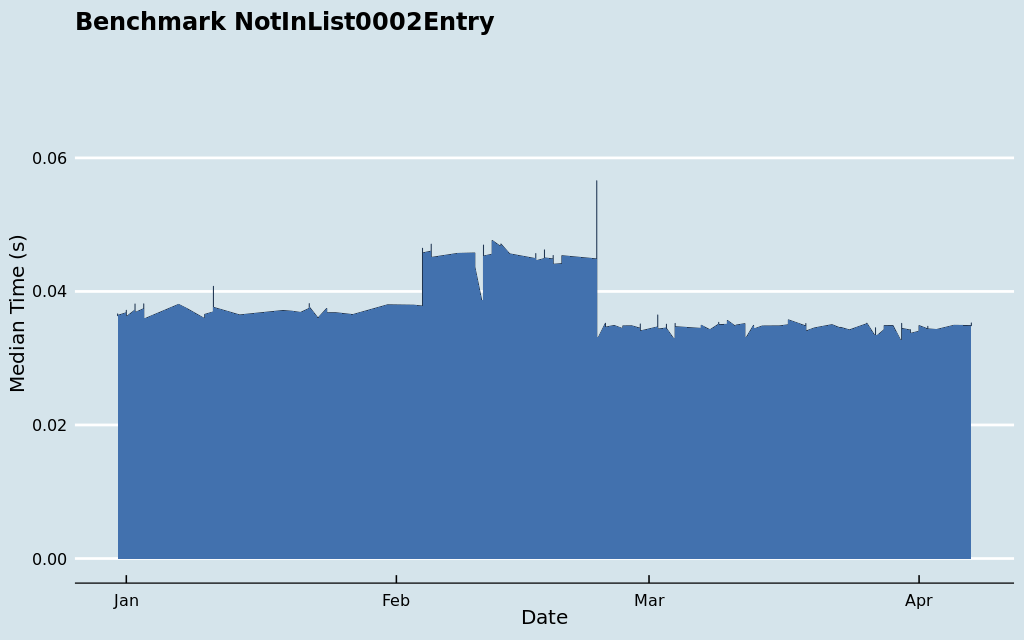 Benchmark NotInList0002Entry
Median Time (s)
0.06
0.04
0.02
0.00
Jan Feb Mar Apr
Date